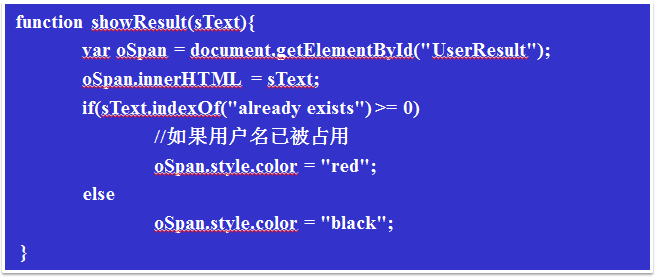 function showResult(sText){
var oSpan = document.getElementById("UserResult");
oSpan.innerHTML = sText;
if(sText.indexOf("already exists") >= 0)
//如果用户名已被占用
oSpan.style.color = "red";
else
oSpan.style.color = "black";
}